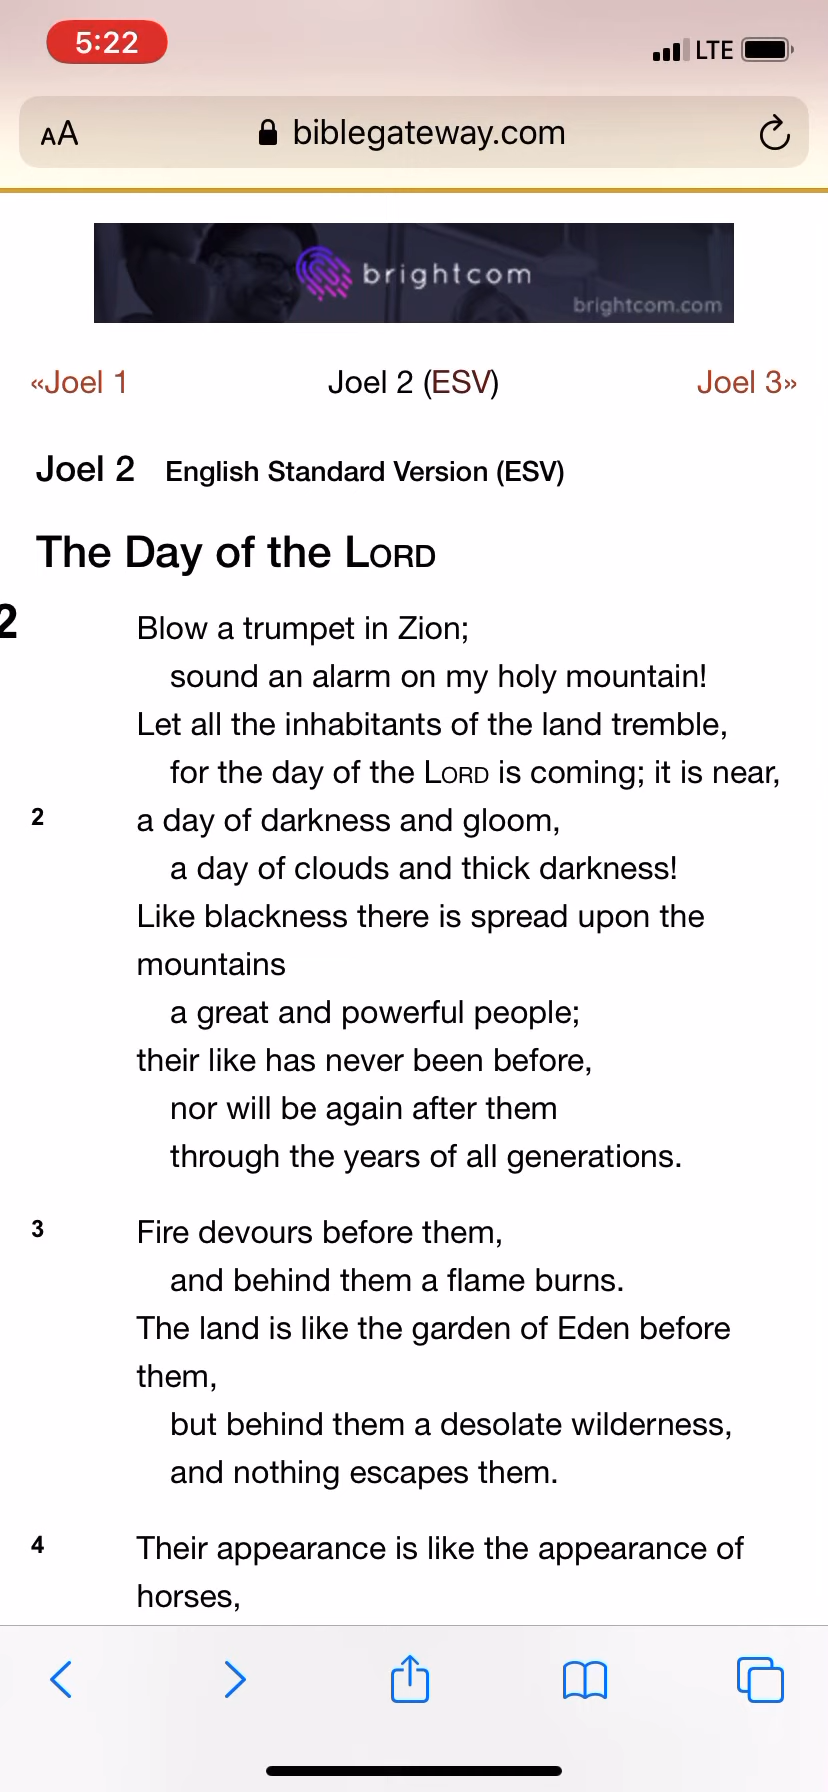 5:22
LTE
AA
biblegateway.com
brightcom
brightcom.com
«Joel 1 Joel 2 (ESV) Joel 3»
Joel 2 English Standard Version (ESV)
The Day of the LORD
2 Blow a trumpet in Zion;
sound an alarm on my holy mountain!
Let all the inhabitants of the land tremble,
for the day of the LORD is coming; it is near,
2 a day of darkness and gloom,
a day of clouds and thick darkness!
Like blackness there is spread upon the
mountains
a great and powerful people;
their like has never been before,
nor will be again after them
through the years of all generations.
3 Fire devours before them,
and behind them a flame burns.
The land is like the garden of Eden before
them,
but behind them a desolate wilderness,
and nothing escapes them.
4 Their appearance is like the appearance of
horses,